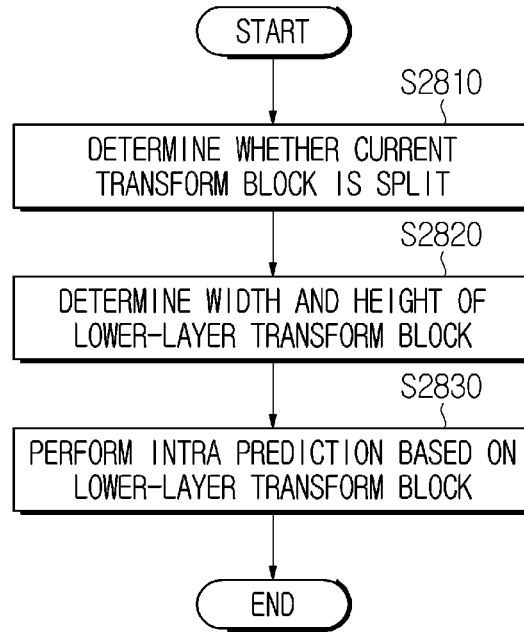 START
S2810
DETERMINE WHETHER CURRENT
TRANSFORM BLOCK IS SPLIT
S2820
DETERMINE WIDTH AND HEIGHT OF
LOWER-LAYER TRANSFORM BLOCK
S2830
PERFORM INTRA PREDICTION BASED ON
LOWER-LAYER TRANSFORM BLOCK
END